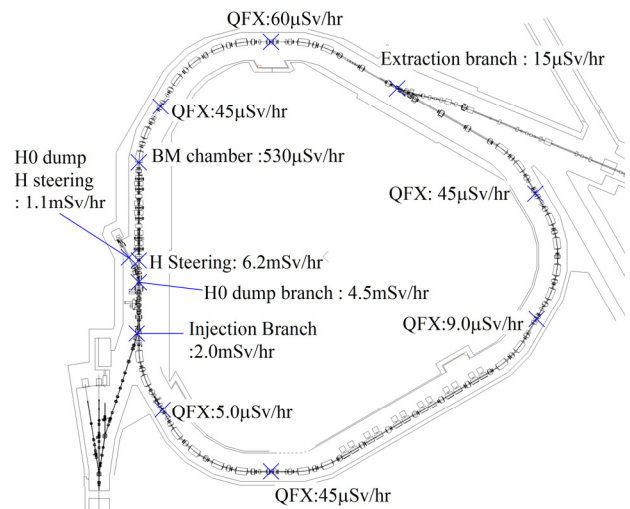 QFX:60μSv/hr
Extraction branch : 15μSv/hr
QFX:45μSv/hr
H0 dump
H steering
: 1.1mSv/hr
BM chamber :530μSv/hr
QFX: 45μSv/hr
H Steering: 6.2mSv/hr
H0 dump branch : 4.5mSv/hr
Injection Branch
:2.0mSv/hr
QFX:9.0μSv/hr
QFX:5.0μSv/hr
QFX:45μSv/hr